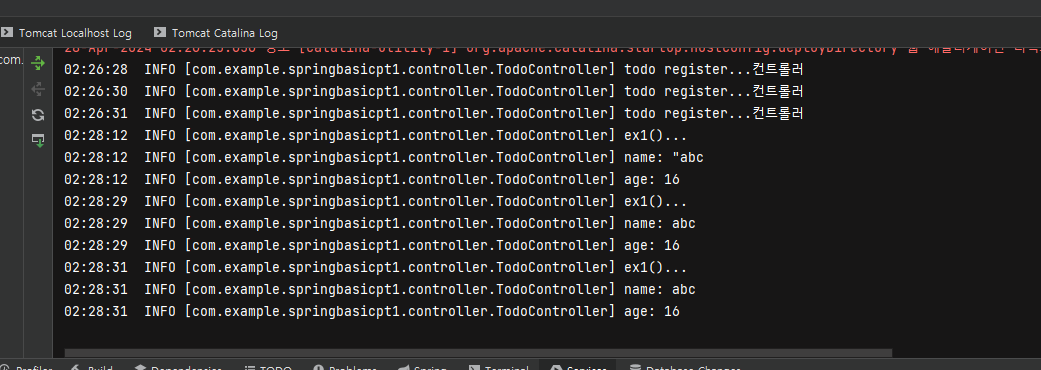 Tomcat Localhost Log Tomcat Catalina Log
com.
02:26:28 INFO [com.example.springbasicpt1.controller.TodoController] todo register...컨트롤러
02:26:30 INFO [com.example.springbasicpt1.controller.TodoController] todo register...컨트롤러
02:26:31 INFO [com.example.springbasicpt1.controller.TodoController] todo register...컨트롤러
02:28:12 INFO [com.example.springbasicpt1.controller.TodoController] ex1()...
02:28:12 INFO [com.example.springbasicpt1.controller.TodoController] name: "abc
02:28:12 INFO [com.example.springbasicpt1.controller.TodoController] age: 16
02:28:29 INFO [com.example.springbasicpt1.controller.TodoController] ex1()...
02:28:29 INFO [com.example.springbasicpt1.controller.TodoController] name: abc
02:28:29 INFO [com.example.springbasicpt1.controller.TodoController] age: 16
02:28:31 INFO [com.example.springbasicpt1.controller.TodoController] ex1()...
02:28:31 INFO [com.example.springbasicpt1.controller.TodoController] name: abc
02:28:31 INFO [com.example.springbasicpt1.controller.TodoController] age: 16
Profiler Build Dependencies TODO Problems Spring Terminal Services Database Changes